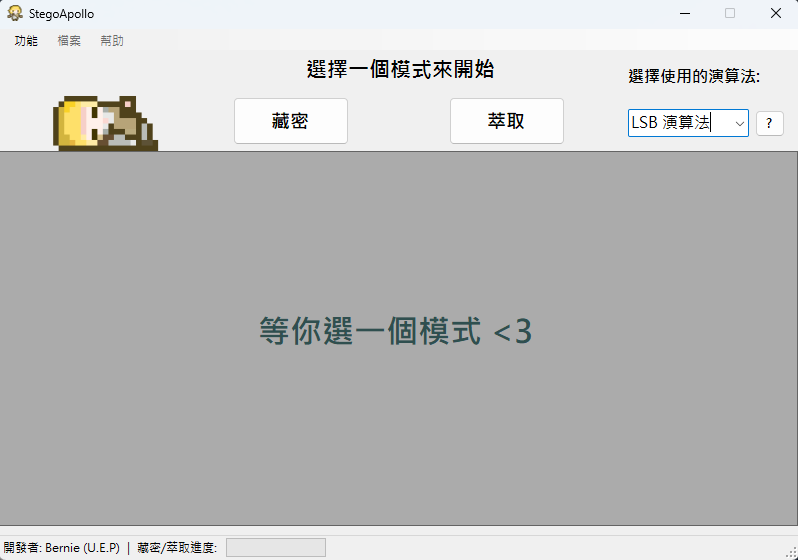 StegoApollo
功能 檔案 幫助
選擇一個模式來開始
選擇使用的演算法:
藏密 萃取
LSB 演算法 ?
等你選一個模式 <3
開發者: Bernie (U.E.P) | 藏密/萃取進度: